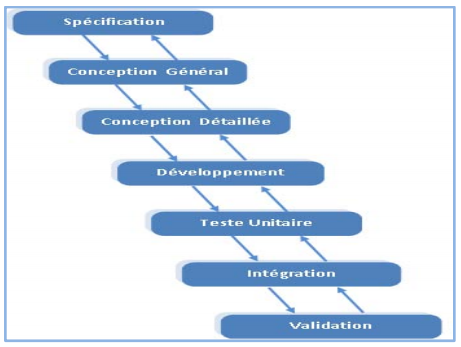 Spécification
Conception Général
Conception Détaillée
Développement
Teste Unitaire
Intégration
Validation